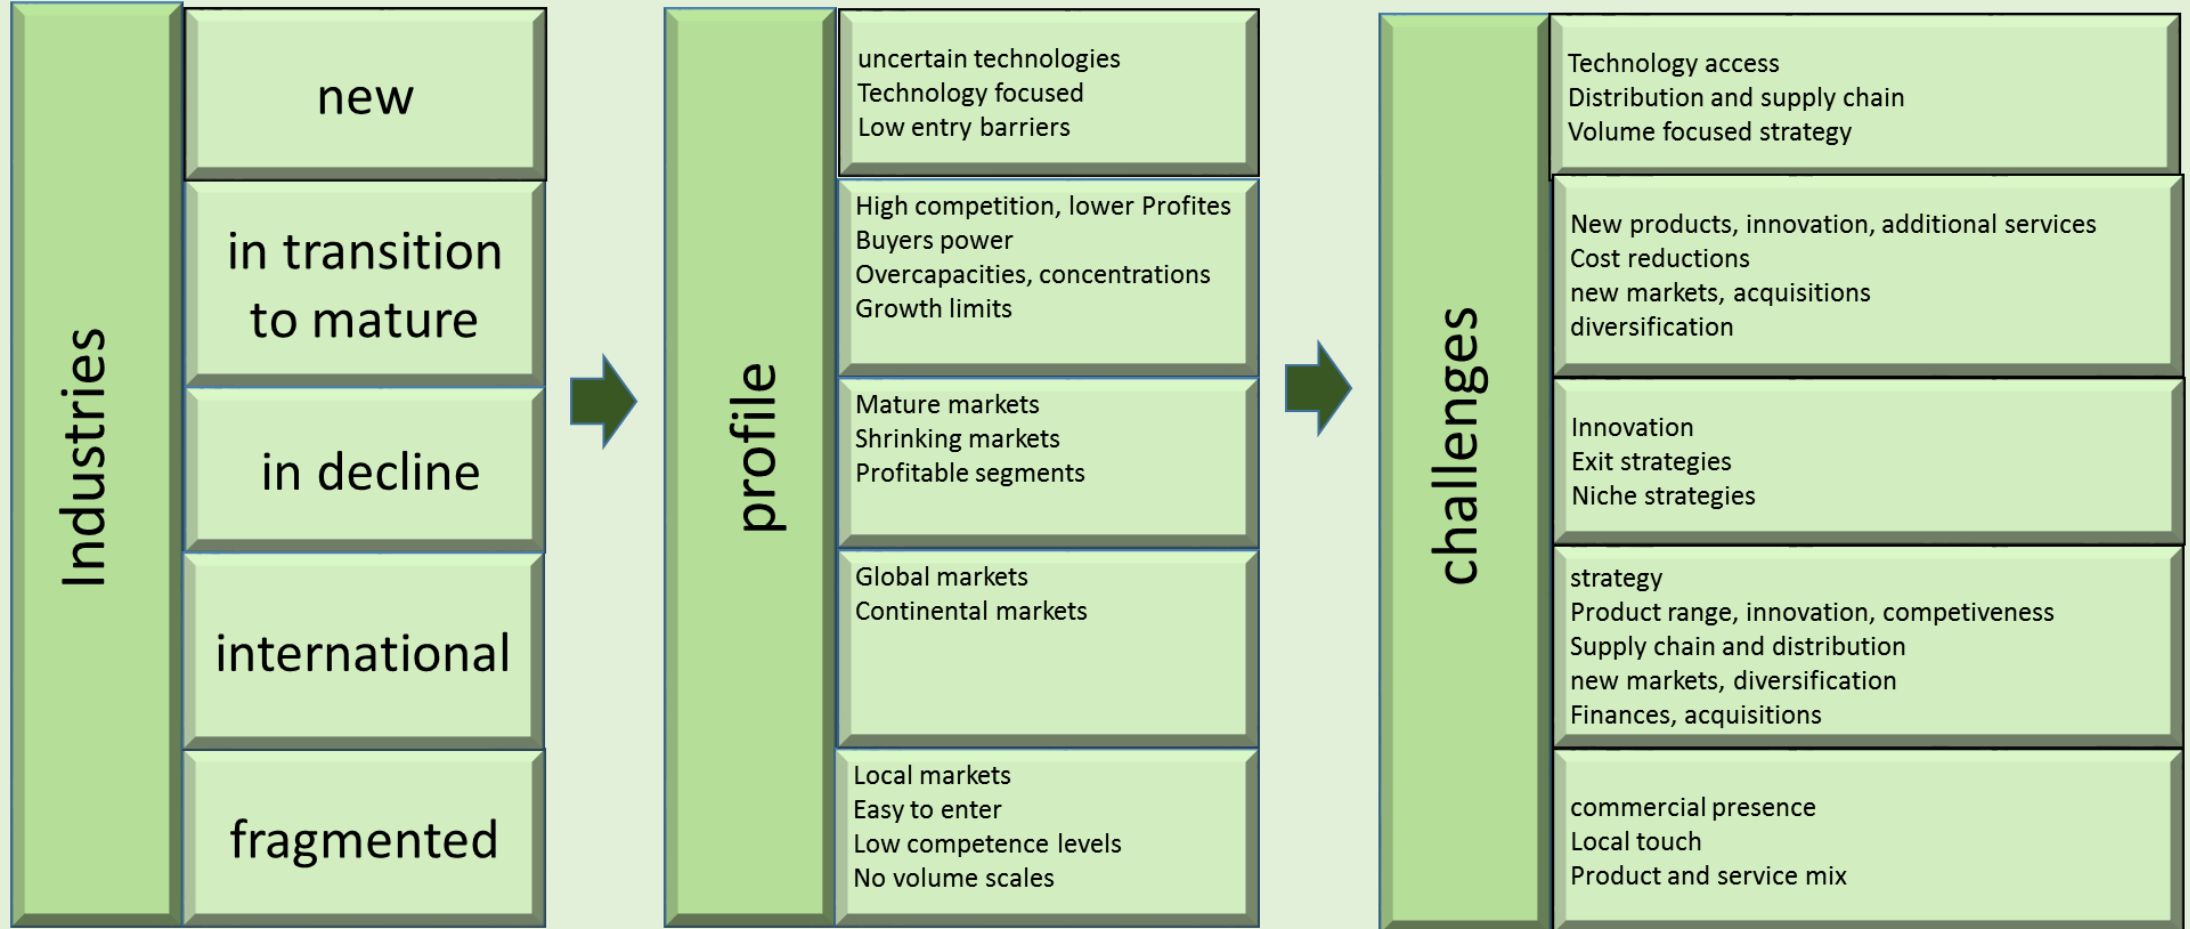 Industries
new
in transition
to mature
in decline
international
fragmented
profile
uncertain technologies
Technology focused
Low entry barriers
High competition, lower Profites
Buyers power
Overcapacities, concentrations
Growth limits
Mature markets
Shrinking markets
Profitable segments
Global markets
Continental markets
Local markets
Easy to enter
Low competence levels
No volume scales
challenges
Technology access
Distribution and supply chain
Volume focused strategy
New products, innovation, additional services
Cost reductions
new markets, acquisitions
diversification
Innovation
Exit strategies
Niche strategies
strategy
Product range, innovation, competiveness
Supply chain and distribution
new markets, diversification
Finances, acquisitions
commercial presence
Local touch
Product and service mix